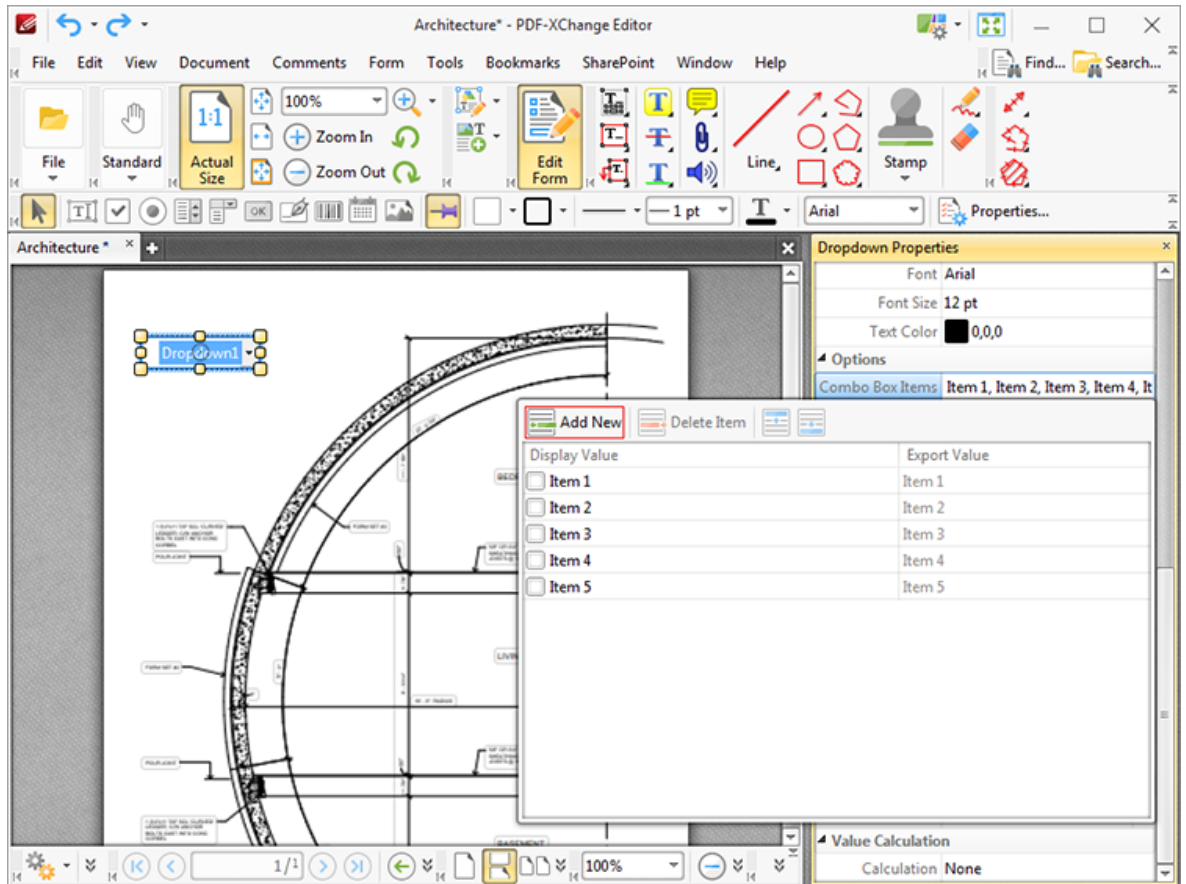 Architecture* - PDF-XChange Editor
File Edit View Document Comments Form Tools Bookmarks SharePoint Window Help
Find... Search...
1:1
100%
Zoom In
Zoom Out
File
Standard
Actual
Size
Edit
Form
Line
Stamp
OK
1 pt
Arial
Properties...
Architecture *
Dropdown Properties
Font Arial
Font Size 12 pt
Text Color 0,0,0
Options
Combo Box Items Item 1, Item 2, Item 3, Item 4, It
Dropdown1
Add New Delete Item
Display Value Export Value
Item 1 Item 1
Item 2 Item 2
Item 3 Item 3
Item 4 Item 4
Item 5 Item 5
BASEMENT
Value Calculation
Calculation None
1/1
100%